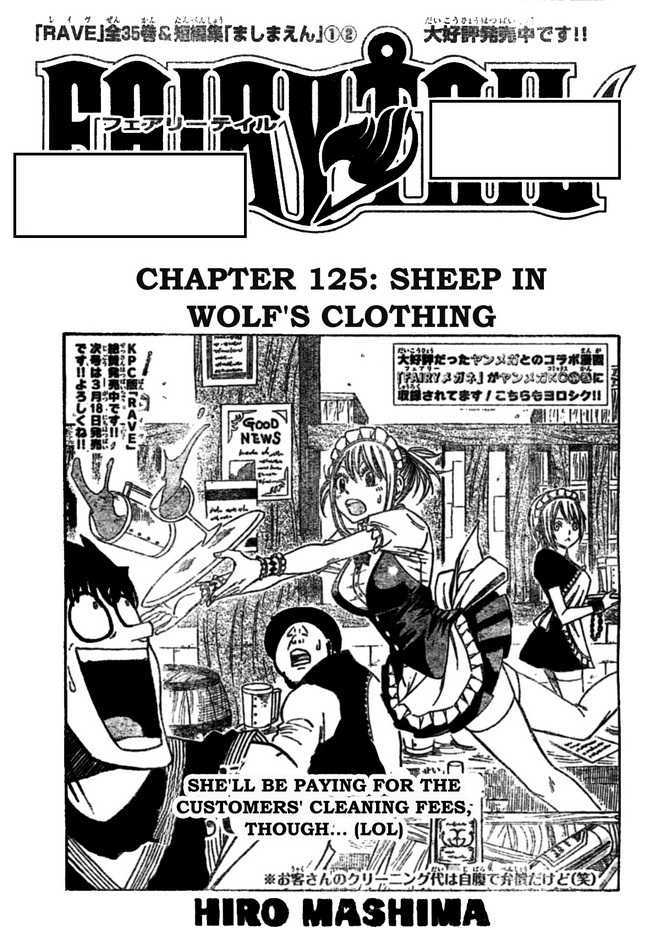 「RAVE」全35巻&短編集「ましまえん」①② 大好評発売中です!!
FAIRY TAIL
フェアリーテイル
CHAPTER 125: SHEEP IN
WOLF'S CLOTHING
大好評だったヤンメガとのコラボ漫画
「FAIRYメガネ」がヤンメガKC
収録されてます!こちらもヨロシク!!
KPC版「RAVE」
絶賛発売中です!!
次号は3月18日発売
です!!よろしくね!!
GOOD
NEWS
SHE'LL BE PAYING FOR THE
CUSTOMERS' CLEANING FEES,
THOUGH... (LOL)
※お客さんのクリーニング代は自腹で弁償だけど(笑)
HIRO MASHIMA